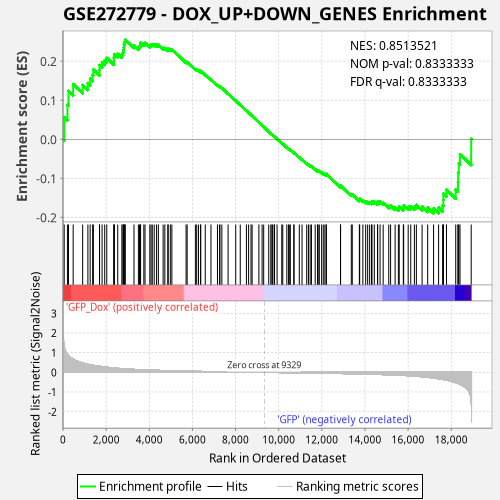 GSE272779 - DOX_UP+DOWN_GENES Enrichment
NES: 0.8513521
NOM p-val: 0.8333333
FDR q-val: 0.8333333
Enrichment score (ES)
0.2
0.1
0.0
-0.1
-0.2
'GFP_Dox' (positively correlated)
Ranked list metric (Signal2Noise)
3
2
1
0
-1
-2
Zero cross at 9329
'GFP' (negatively correlated)
0
2,000
4,000
6,000
8,000
10,000
12,000
14,000
16,000
18,000
Rank in Ordered Dataset
Enrichment profile
Hits
Ranking metric scores